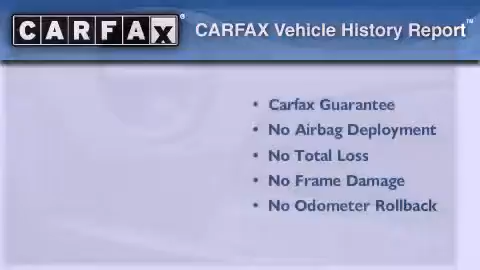 CARFAX® CARFAX Vehicle History Report™
• Carfax Guarantee
• No Airbag Deployment
• No Total Loss
• No Frame Damage
• No Odometer Rollback